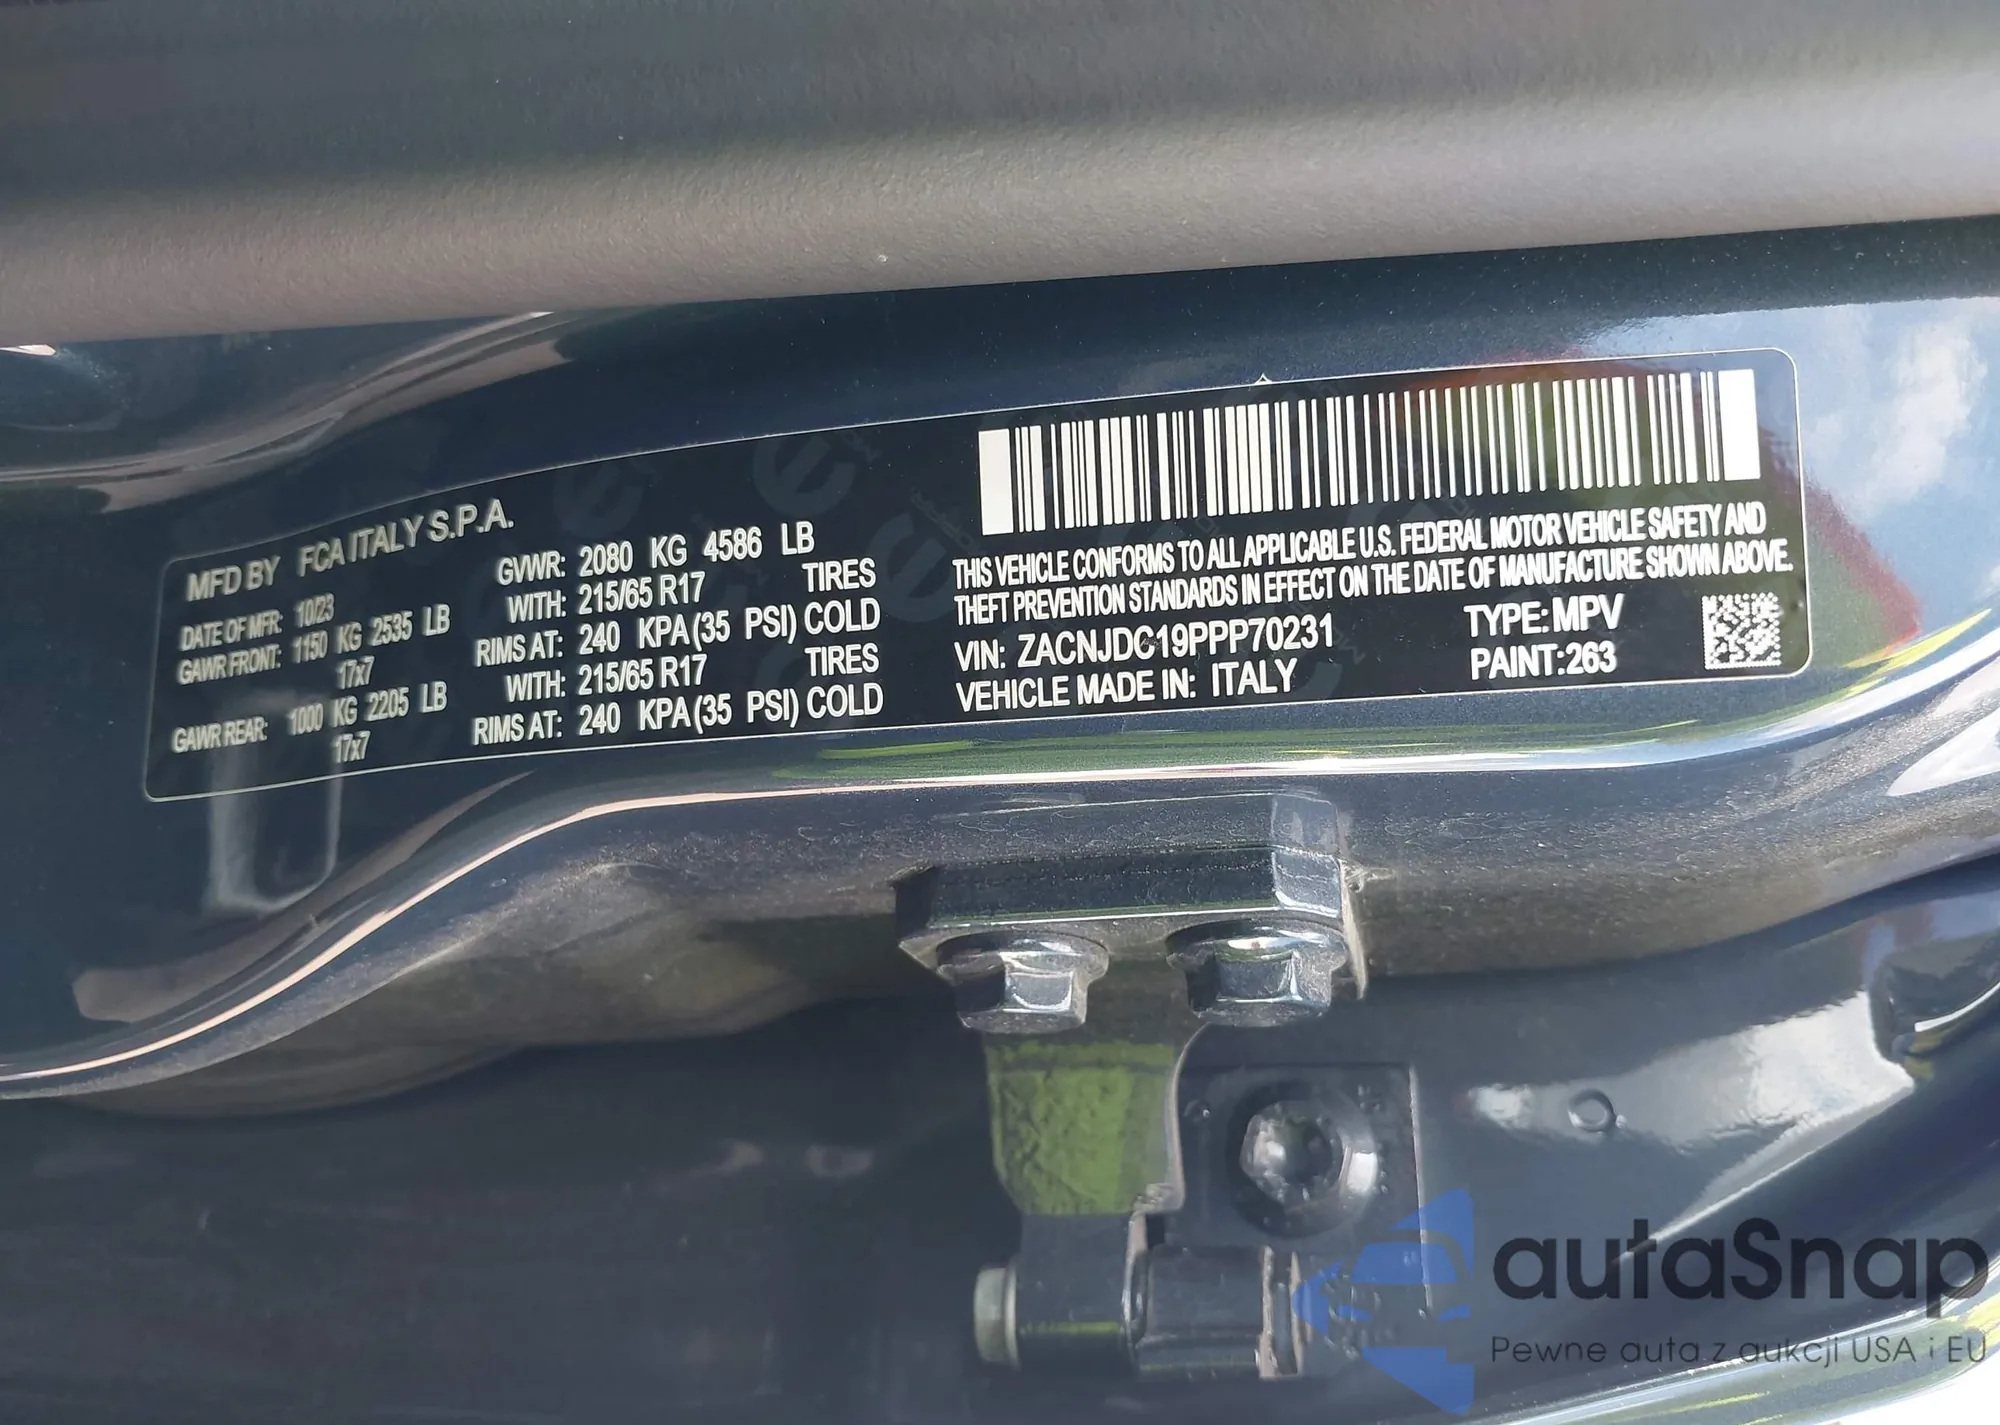 MFD BY FCA ITALY S.P.A.
DATE OF MFR: 10/23 GVWR: 2080 KG 4586 LB
GAWR FRONT: 1150 KG 2535 LB WITH: 215/65 R17 TIRES
17x7 RIMS AT: 240 KPA (35 PSI) COLD
GAWR REAR: 1000 KG 2205 LB WITH: 215/65 R17 TIRES
17x7 RIMS AT: 240 KPA (35 PSI) COLD
THIS VEHICLE CONFORMS TO ALL APPLICABLE U.S. FEDERAL MOTOR VEHICLE SAFETY AND
THEFT PREVENTION STANDARDS IN EFFECT ON THE DATE OF MANUFACTURE SHOWN ABOVE.
VIN: ZACNJDC19PPP70231 TYPE: MPV
VEHICLE MADE IN: ITALY PAINT: 263
autaSnap
Pewne auta z aukcji USA i EU